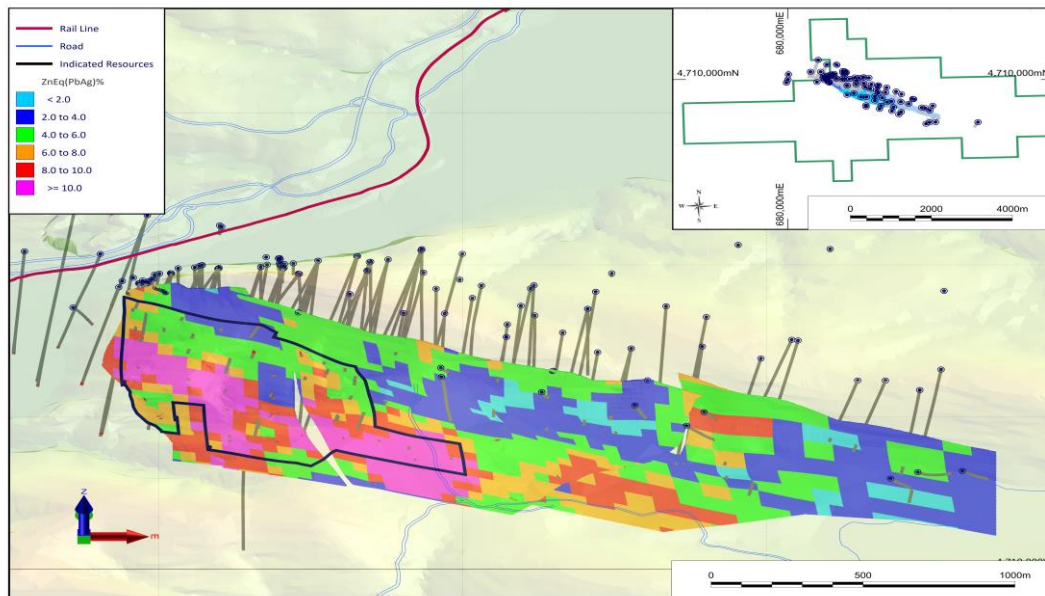 Rail Line
Road
Indicated Resources
ZnEq(PbAg)%
< 2.0
2.0 to 4.0
4.0 to 6.0
6.0 to 8.0
8.0 to 10.0
>= 10.0
680,000mE
4,710,000mN
4,710,000mN
N
W E
S
680,000mE
0 2000 4000m
Z
0 500 1000m